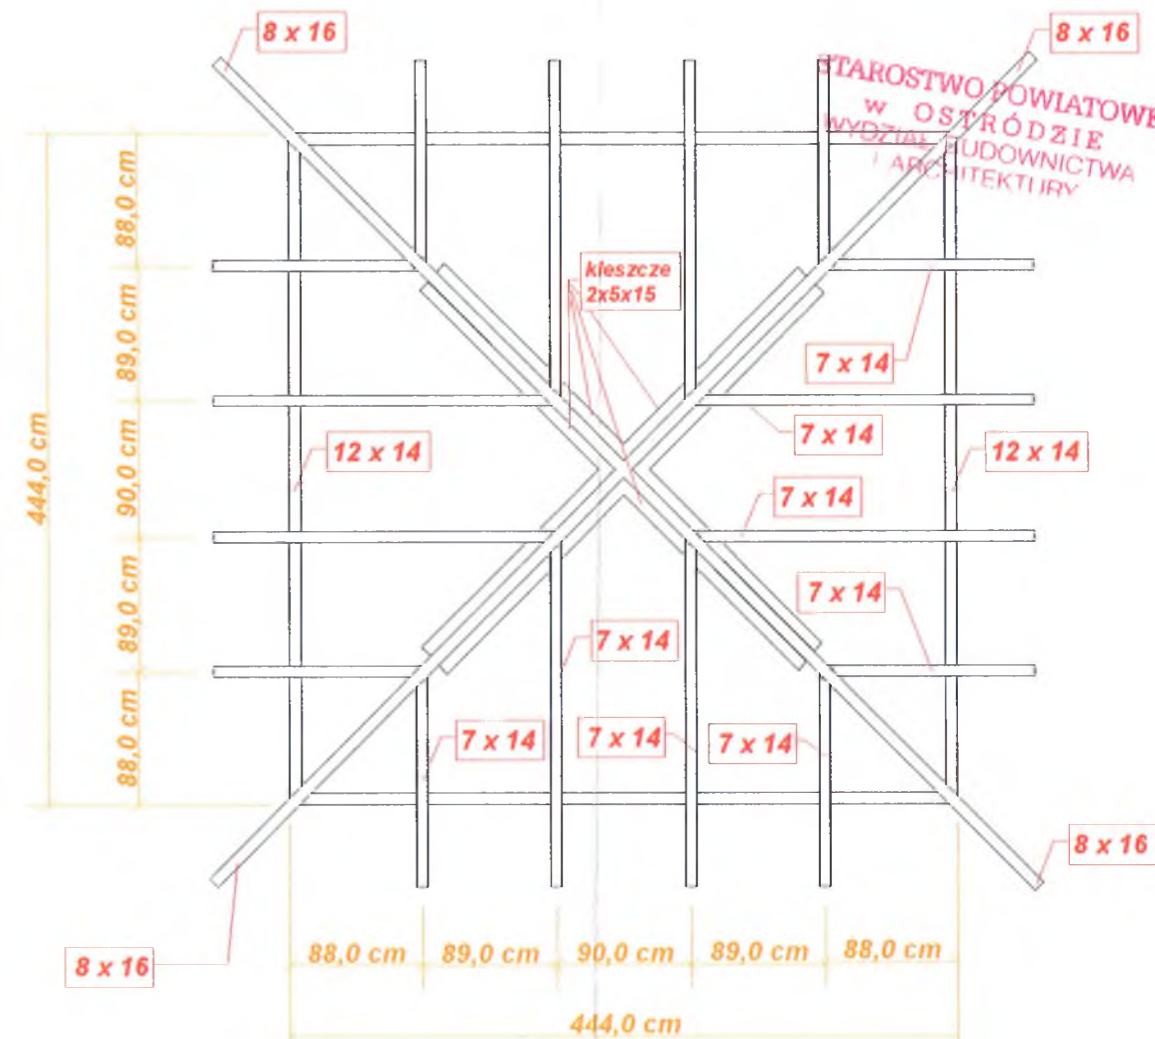 8 x 16
8 x 16
STAROSTWO POWIATOWE
w OSTRÓDZIE
WYDZIAŁ BUDOWNICTWA
I ARCHITEKTURY
88,0 cm
kleszcze
2x5x15
89,0 cm
7 x 14
444,0 cm
90,0 cm
12 x 14
7 x 14
12 x 14
7 x 14
89,0 cm
7 x 14
7 x 14
88,0 cm
7 x 14
7 x 14
7 x 14
8 x 16
8 x 16
88,0 cm
89,0 cm
90,0 cm
89,0 cm
88,0 cm
444,0 cm